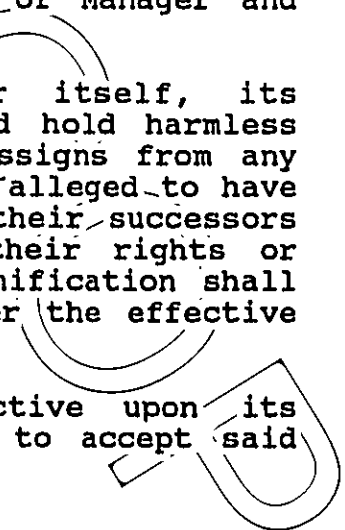 of Manager and
itself, its
hold harmless
assigns from any
alleged to have
their successors
their rights or
nification shall
the effective
ctive upon its
to accept said